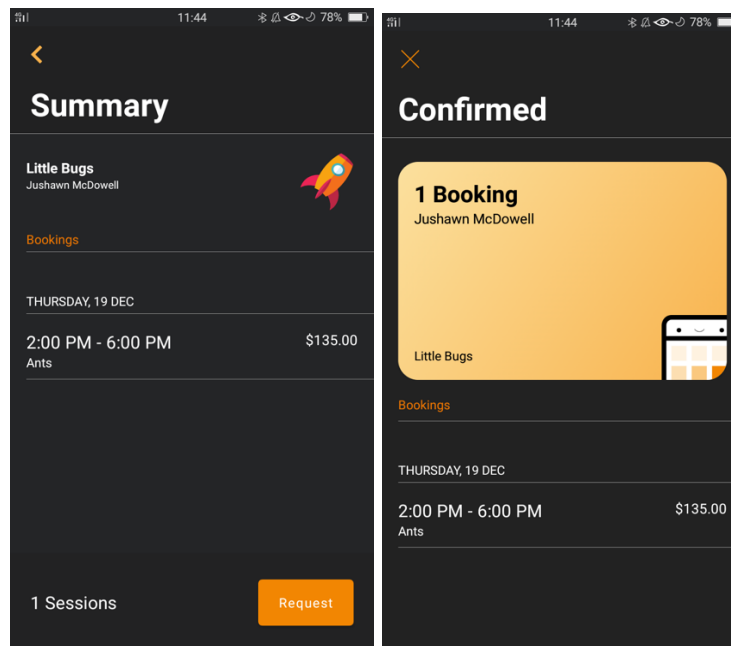 11:44
78%
Summary
Little Bugs
Jushawn McDowell
Bookings
THURSDAY, 19 DEC
2:00 PM - 6:00 PM
$135.00
Ants
1 Sessions
Request
11:44
78%
Confirmed
1 Booking
Jushawn McDowell
Little Bugs
Bookings
THURSDAY, 19 DEC
2:00 PM - 6:00 PM
$135.00
Ants